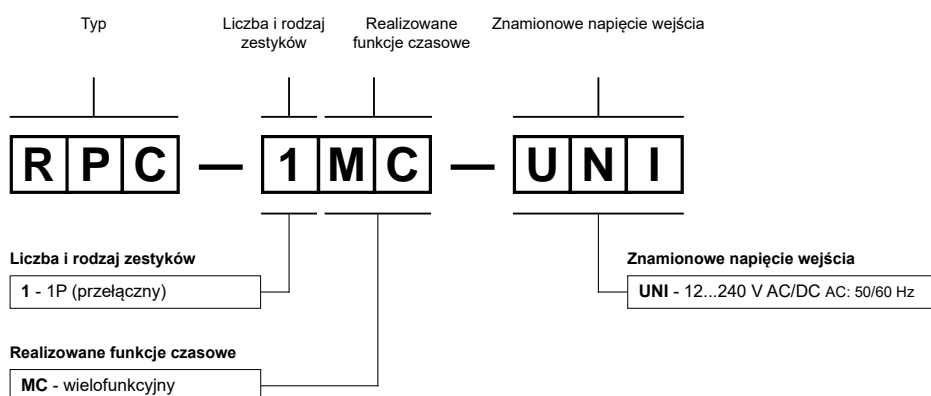 Typ
Liczba i rodzaj
zestyków
Realizowane
funkcje czasowe
Znamionowe napięcie wejścia
RPC — 1MC — UNI
Liczba i rodzaj zestyków
1 - 1P (przełączny)
Znamionowe napięcie wejścia
UNI - 12...240 V AC/DC AC: 50/60 Hz
Realizowane funkcje czasowe
MC - wielofunkcyjny